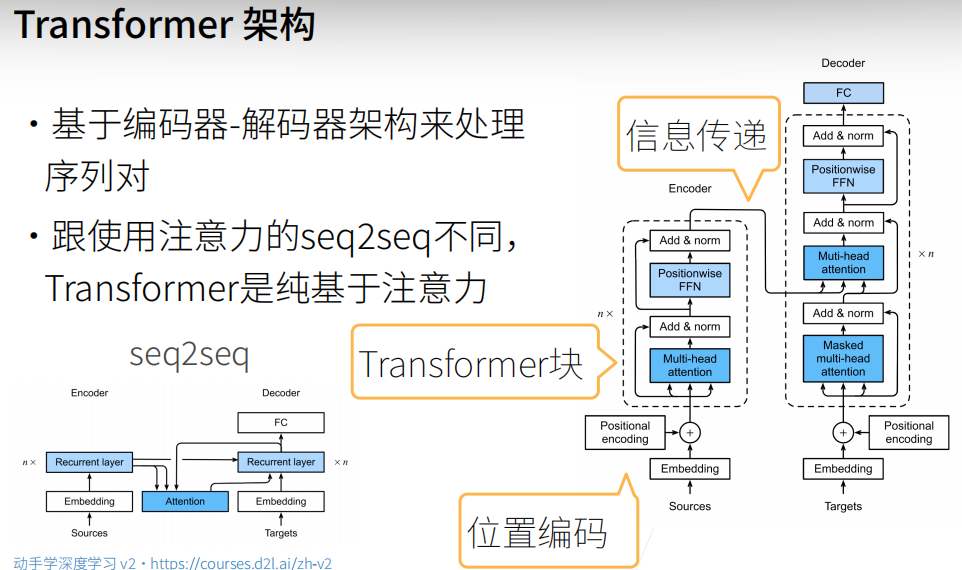 Transformer 架构
・基于编码器-解码器架构来处理
序列对
・跟使用注意力的seq2seq不同，
Transformer是纯基于注意力
seq2seq
Encoder
Decoder
FC
n×
Recurrent layer
Recurrent layer
×n
Embedding
Attention
Embedding
Sources
Targets
动手学深度学习 v2・https://courses.d2l.ai/zh-v2
信息传递
Transformer块
位置编码
Encoder
Add & norm
Positionwise
FFN
n×
Add & norm
Multi-head
attention
Positional
encoding
+
Embedding
Sources
Decoder
FC
Add & norm
Positionwise
FFN
Add & norm
Muti-head
attention
×n
Add & norm
Masked
multi-head
attention
+
Positional
encoding
Embedding
Targets